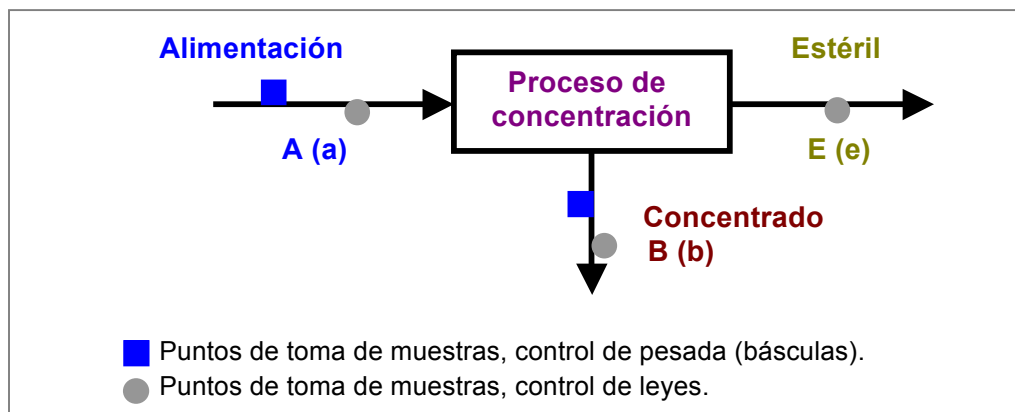 Alimentación
Estéril
Proceso de
concentración
A (a)
E (e)
Concentrado
B (b)
Puntos de toma de muestras, control de pesada (básculas).
Puntos de toma de muestras, control de leyes.